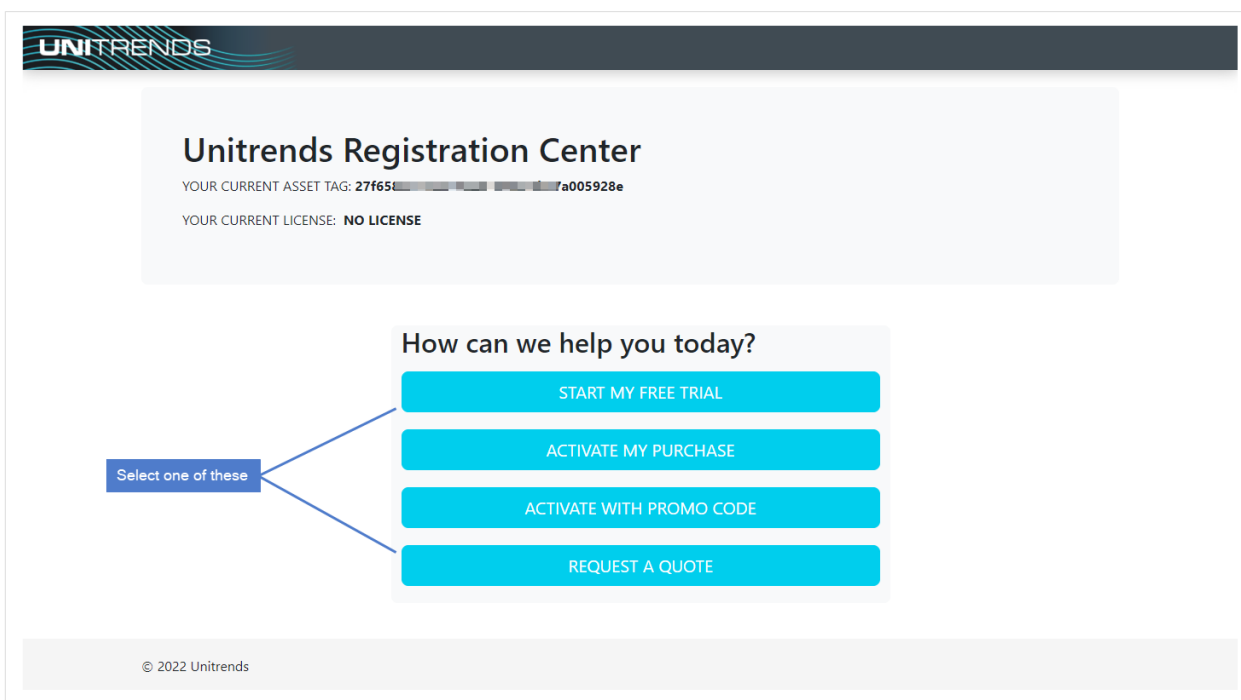 UNITRENDS
Unitrends Registration Center
YOUR CURRENT ASSET TAG: 27f658 7a005928e
YOUR CURRENT LICENSE: NO LICENSE
How can we help you today?
START MY FREE TRIAL
ACTIVATE MY PURCHASE
Select one of these
ACTIVATE WITH PROMO CODE
REQUEST A QUOTE
© 2022 Unitrends